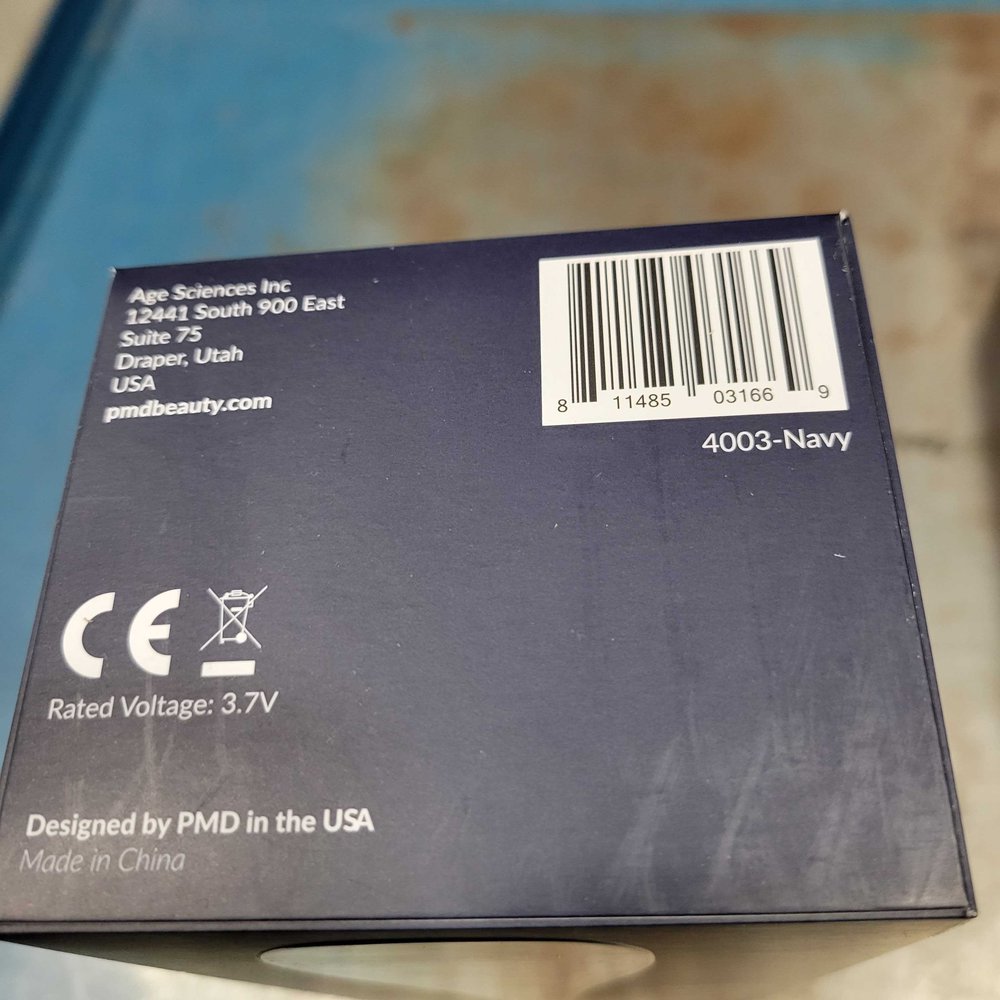 Age Sciences Inc
12441 South 900 East
Suite 75
Draper, Utah
USA
pmdbeauty.com
8 11485 03166 9
4003-Navy
CE
Rated Voltage: 3.7V
Designed by PMD in the USA
Made in China